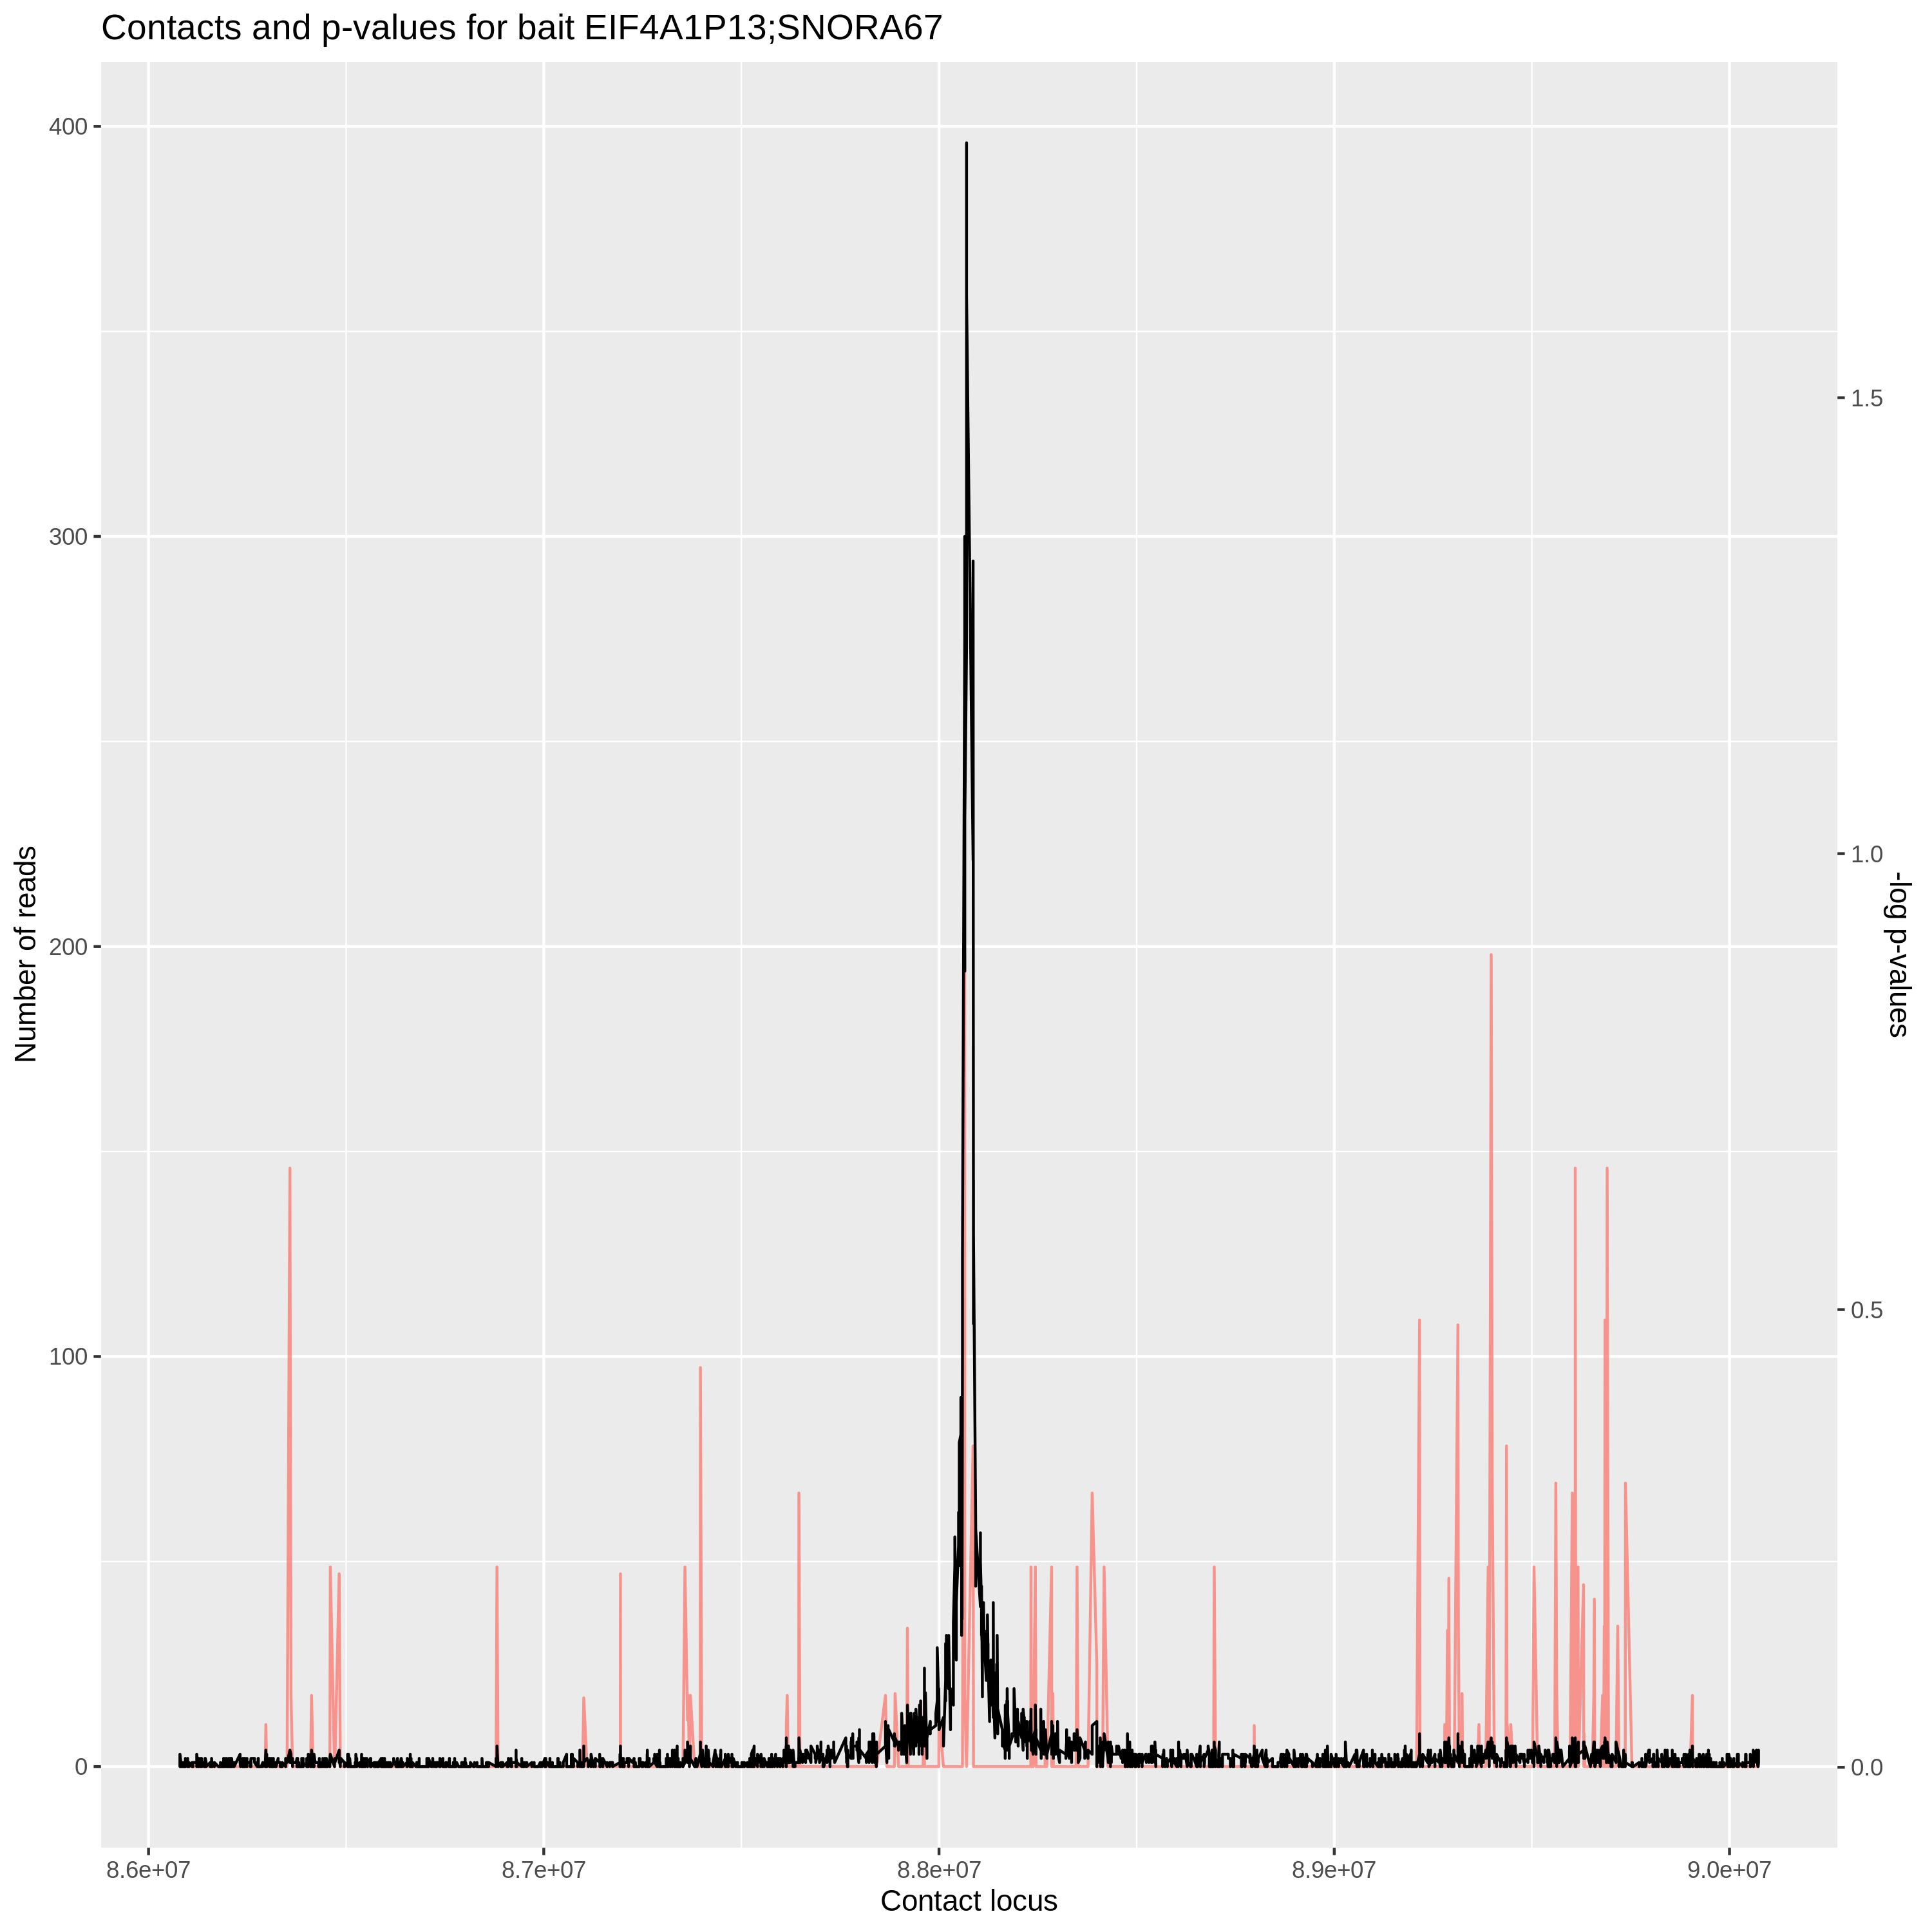 Contacts and p-values for bait EIF4A1P13;SNORA67
400
300
200
100
0
Number of reads
1.5
1.0
0.5
0.0
-log p-values
8.6e+07
8.7e+07
8.8e+07
8.9e+07
9.0e+07
Contact locus